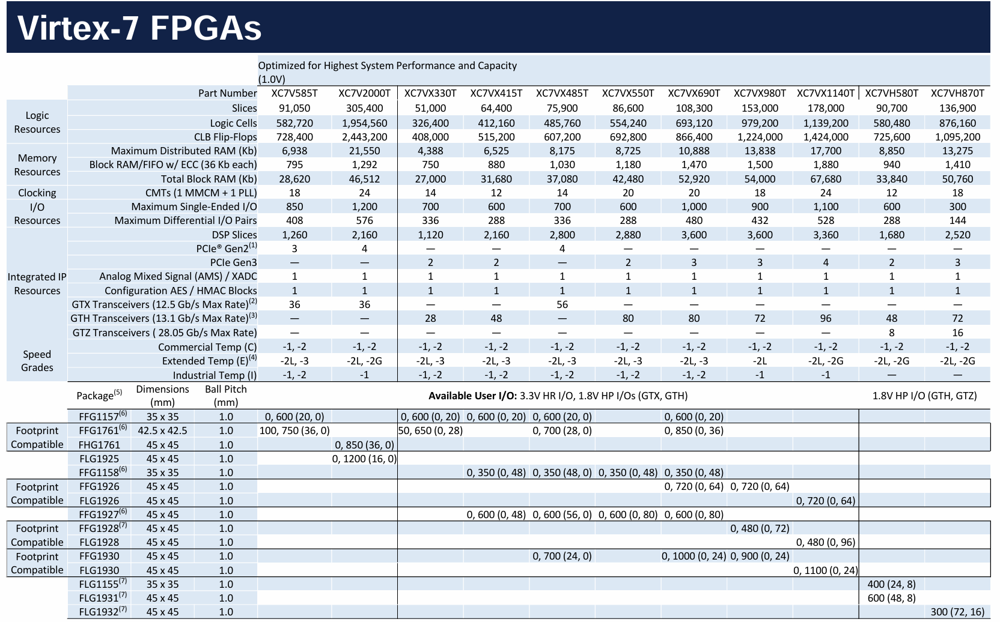 Virtex-7 FPGAs
Optimized for Highest System Performance and Capacity
(1.0V)
Part Number XC7V585T XC7V2000T XC7VX330T XC7VX415T XC7VX485T XC7VX550T XC7VX690T XC7VX980T XC7VX1140T XC7VH580T XC7VH870T
Logic Resources
Slices 91,050 305,400 51,000 64,400 75,900 86,600 108,300 153,000 178,000 90,700 136,900
Logic Cells 582,720 1,954,560 326,400 412,160 485,760 554,240 693,120 979,200 1,139,200 580,480 876,160
CLB Flip-Flops 728,400 2,443,200 408,000 515,200 607,200 692,800 866,400 1,224,000 1,424,000 725,600 1,095,200
Memory Resources
Maximum Distributed RAM (Kb) 6,938 21,550 4,388 6,525 8,175 8,725 10,888 13,838 17,700 8,850 13,275
Block RAM/FIFO w/ ECC (36 Kb each) 795 1,292 750 880 1,030 1,180 1,470 1,500 1,880 940 1,410
Total Block RAM (Kb) 28,620 46,512 27,000 31,680 37,080 42,480 52,920 54,000 67,680 33,840 50,760
Clocking CMTs (1 MMCM + 1 PLL) 18 24 14 12 14 20 20 18 24 12 18
I/O Resources
Maximum Single-Ended I/O 850 1,200 700 600 700 600 1,000 900 1,100 600 300
Maximum Differential I/O Pairs 408 576 336 288 336 288 480 432 528 288 144
Integrated IP Resources
DSP Slices 1,260 2,160 1,120 2,160 2,800 2,880 3,600 3,600 3,360 1,680 2,520
PCIe® Gen2(1) 3 4 — — 4 — — — — — —
PCIe Gen3 — — 2 2 — 2 3 3 4 2 3
Analog Mixed Signal (AMS) / XADC 1 1 1 1 1 1 1 1 1 1 1
Configuration AES / HMAC Blocks 1 1 1 1 1 1 1 1 1 1 1
GTX Transceivers (12.5 Gb/s Max Rate)(2) 36 36 — — 56 — — — — — —
GTH Transceivers (13.1 Gb/s Max Rate)(3) — — 28 48 — 80 80 72 96 48 72
GTZ Transceivers ( 28.05 Gb/s Max Rate) — — — — — — — — — 8 16
Speed Grades
Commercial Temp (C) -1, -2 -1, -2 -1, -2 -1, -2 -1, -2 -1, -2 -1, -2 -1, -2 -1, -2 -1, -2 -1, -2
Extended Temp (E)(4) -2L, -3 -2L, -2G -2L, -3 -2L, -3 -2L, -3 -2L, -3 -2L, -3 -2L -2L, -2G -2L, -2G -2L, -2G
Industrial Temp (I) -1, -2 -1 -1, -2 -1, -2 -1, -2 -1, -2 -1, -2 -1 -1 — —
Package(5) Dimensions (mm) Ball Pitch (mm) Available User I/O: 3.3V HR I/O, 1.8V HP I/Os (GTX, GTH) 1.8V HP I/O (GTH, GTZ)
FFG1157(6) 35 x 35 1.0 0, 600 (20, 0) 0, 600 (0, 20) 0, 600 (0, 20) 0, 600 (20, 0) 0, 600 (0, 20)
Footprint Compatible
FFG1761(6) 42.5 x 42.5 1.0 100, 750 (36, 0) 50, 650 (0, 28) 0, 700 (28, 0) 0, 850 (0, 36)
FHG1761 45 x 45 1.0 0, 850 (36, 0)
FLG1925 45 x 45 1.0 0, 1200 (16, 0)
FFG1158(6) 35 x 35 1.0 0, 350 (0, 48) 0, 350 (48, 0) 0, 350 (0, 48) 0, 350 (0, 48)
Footprint Compatible
FFG1926 45 x 45 1.0 0, 720 (0, 64) 0, 720 (0, 64)
FLG1926 45 x 45 1.0 0, 720 (0, 64)
FFG1927(6) 45 x 45 1.0 0, 600 (0, 48) 0, 600 (56, 0) 0, 600 (0, 80) 0, 600 (0, 80)
Footprint Compatible
FFG1928(7) 45 x 45 1.0 0, 480 (0, 72)
FLG1928 45 x 45 1.0 0, 480 (0, 96)
Footprint Compatible
FFG1930 45 x 45 1.0 0, 700 (24, 0) 0, 1000 (0, 24) 0, 900 (0, 24)
FLG1930 45 x 45 1.0 0, 1100 (0, 24)
FLG1155(7) 35 x 35 1.0 400 (24, 8)
FLG1931(7) 45 x 45 1.0 600 (48, 8)
FLG1932(7) 45 x 45 1.0 300 (72, 16)